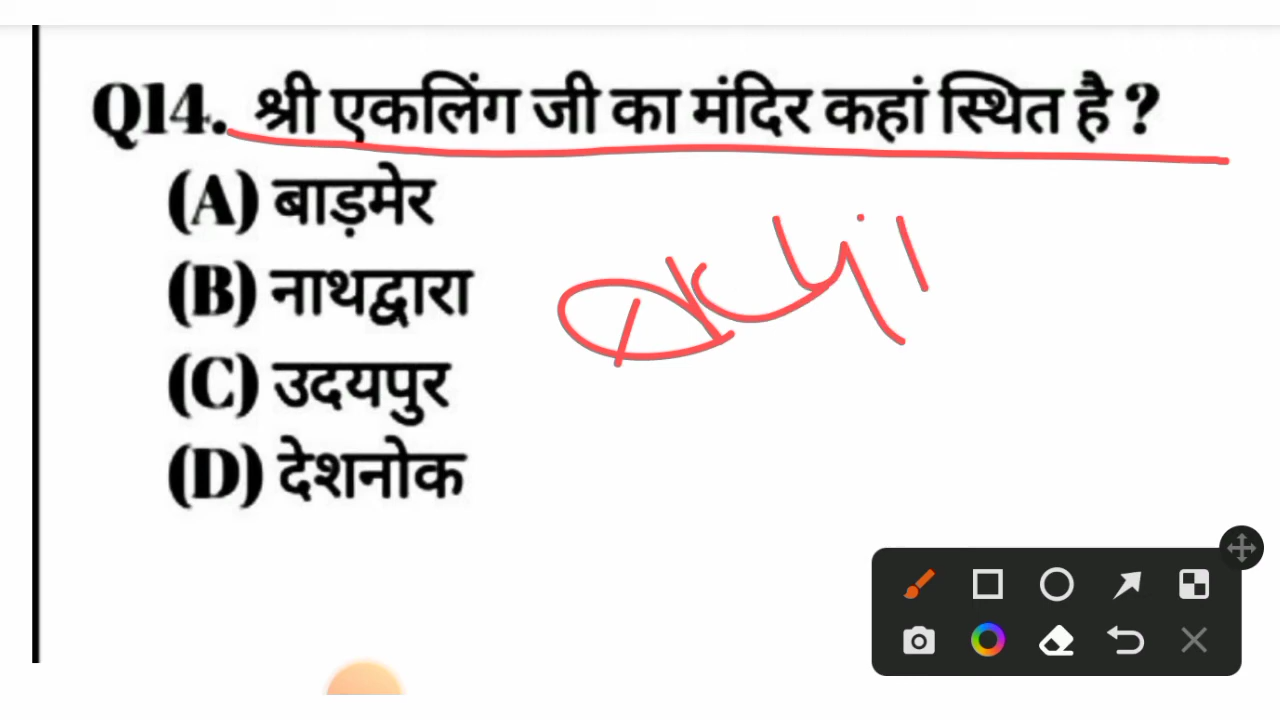 Q14. श्री एकलिंग जी का मंदिर कहां स्थित है ?
(A) बाड़मेर
(B) नाथद्वारा
(C) उदयपुर
(D) देशनोक